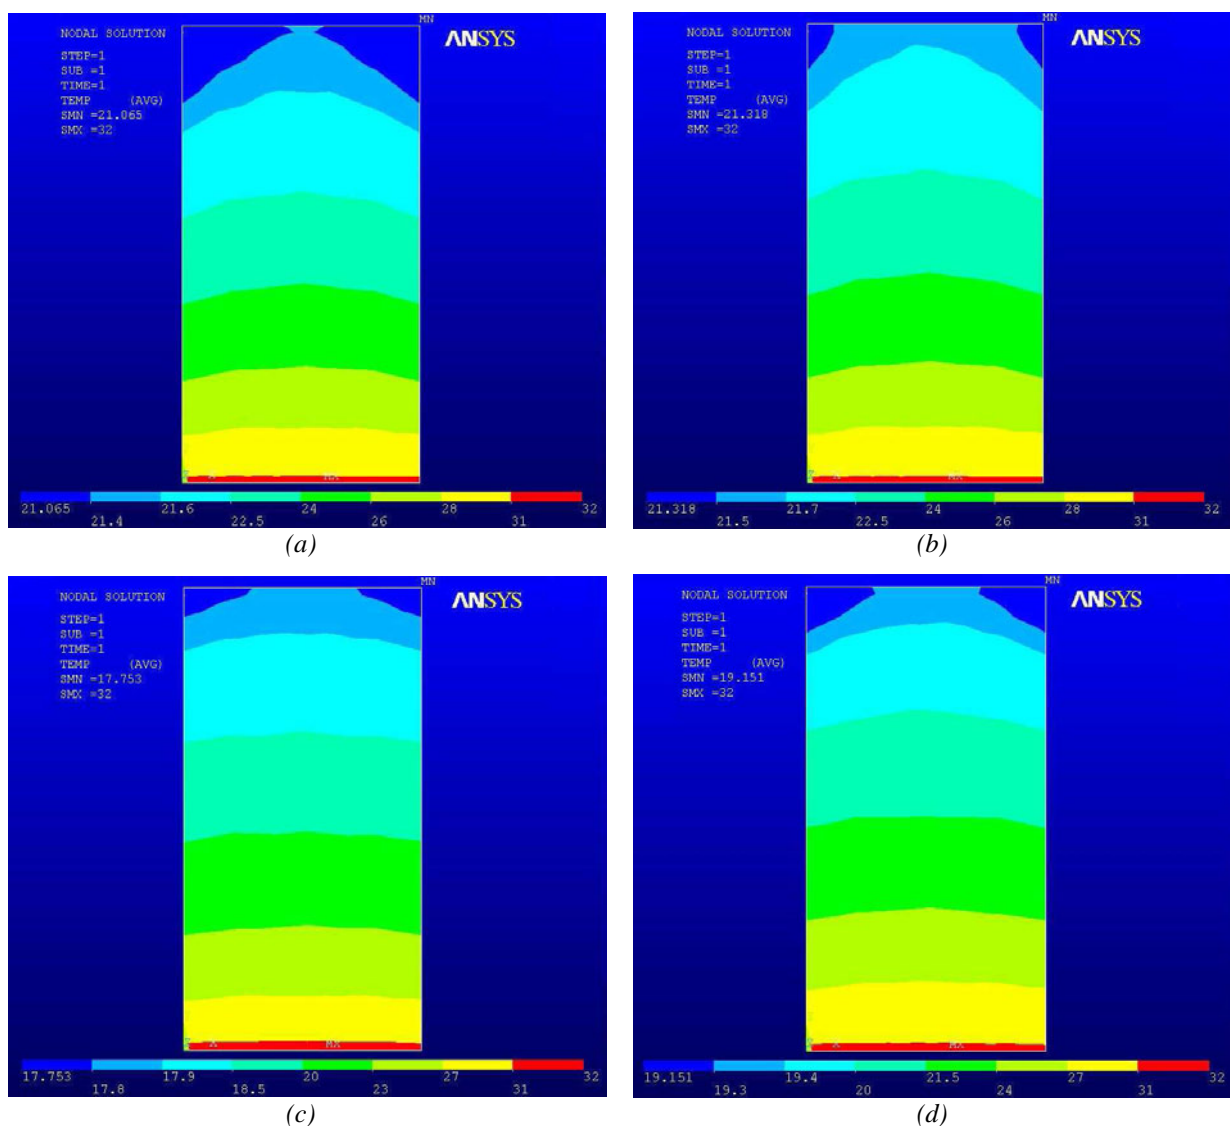 MN
NODAL SOLUTION
ANSYS
STEP=1
SUB =1
TIME=1
TEMP (AVG)
SMN =21.065
SMX =32
X MX
21.065 21.6 24 28 32
21.4 22.5 26 31
(a)
MN
NODAL SOLUTION
ANSYS
STEP=1
SUB =1
TIME=1
TEMP (AVG)
SMN =21.318
SMX =32
X MX
21.318 21.7 24 28 32
21.5 22.5 26 31
(b)
MN
NODAL SOLUTION
ANSYS
STEP=1
SUB =1
TIME=1
TEMP (AVG)
SMN =17.753
SMX =32
X MX
17.753 17.9 20 27 32
17.8 18.5 23 31
(c)
MN
NODAL SOLUTION
ANSYS
STEP=1
SUB =1
TIME=1
TEMP (AVG)
SMN =19.151
SMX =32
X MX
19.151 19.4 21.5 27 32
19.3 20 24 31
(d)